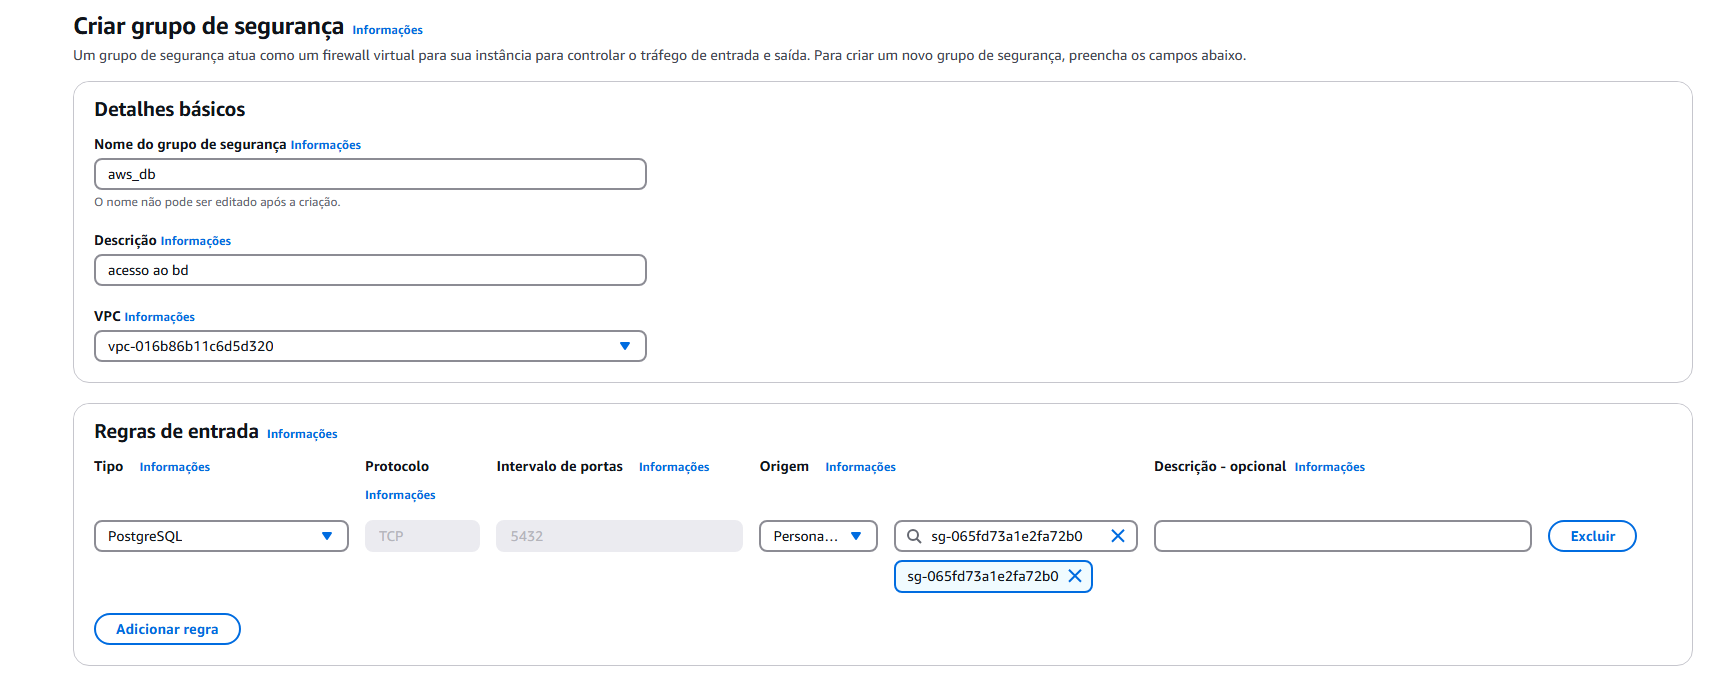 Criar grupo de segurança Informações
Um grupo de segurança atua como um firewall virtual para sua instância para controlar o tráfego de entrada e saída. Para criar um novo grupo de segurança, preencha os campos abaixo.
Detalhes básicos
Nome do grupo de segurança Informações
aws_db
O nome não pode ser editado após a criação.
Descrição Informações
acesso ao bd
VPC Informações
vpc-016b86b11c6d5d320
Regras de entrada Informações
Tipo Informações Protocolo Intervalo de portas Informações Origem Informações Descrição - opcional Informações
Informações
PostgreSQL TCP 5432 Persona... sg-065fd73a1e2fa72b0 Excluir
sg-065fd73a1e2fa72b0
Adicionar regra